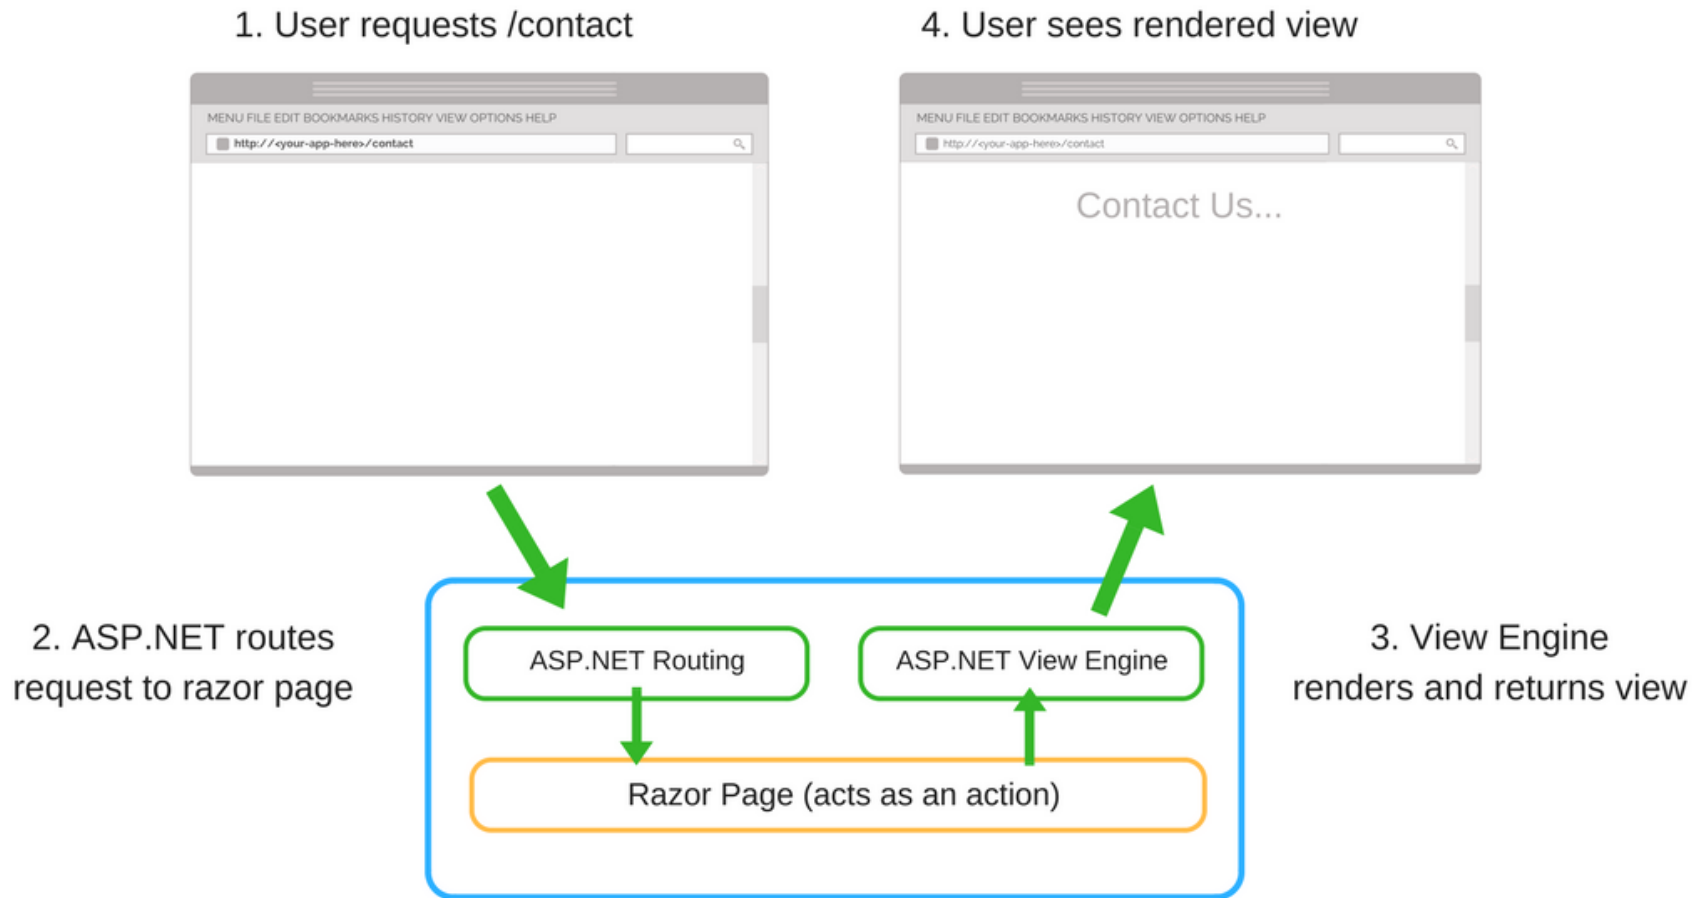 1. User requests /contact
4. User sees rendered view
MENU FILE EDIT BOOKMARKS HISTORY VIEW OPTIONS HELP
http://<your-app-here>/contact
MENU FILE EDIT BOOKMARKS HISTORY VIEW OPTIONS HELP
http://<your-app-here>/contact
Contact Us...
2. ASP.NET routes
request to razor page
ASP.NET Routing
ASP.NET View Engine
Razor Page (acts as an action)
3. View Engine
renders and returns view